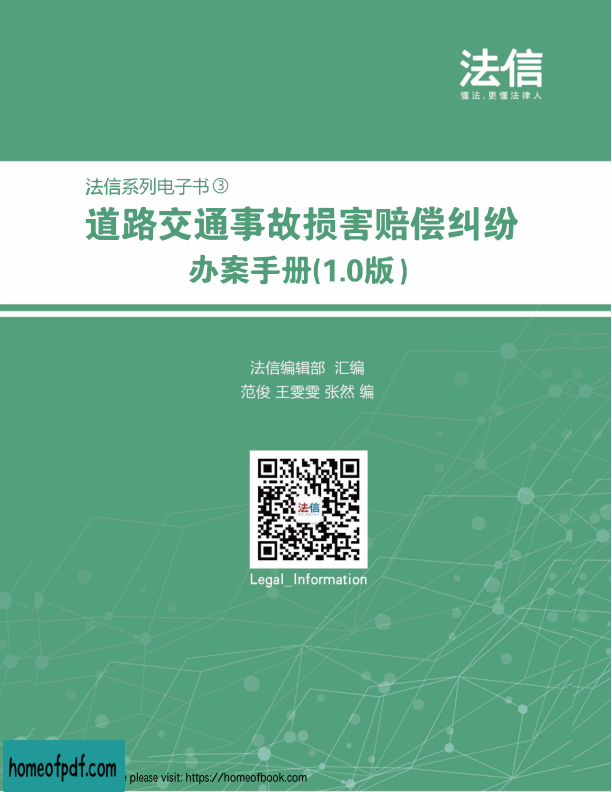 法信
懂法,更懂法律人
法信系列电子书③
道路交通事故损害赔偿纠纷
办案手册(1.0版)
法信编辑部 汇编
范俊 王雯雯 张然 编
法信
Legal_Information
homeofpdf.com
please visit: https://homeofbook.com